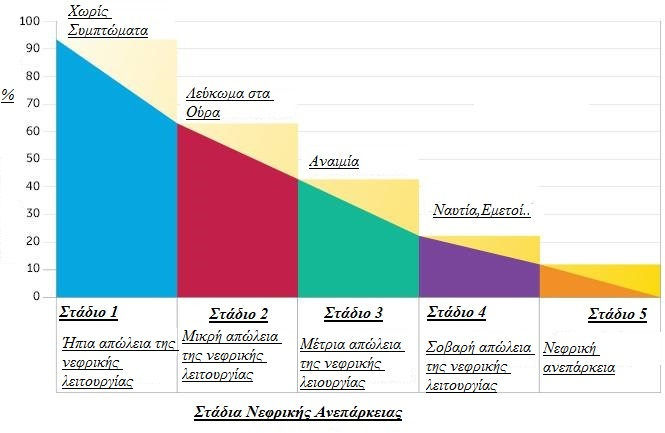 100
Χωρίς
Συμπτώματα
90
80
%
70
Λεύκωμα στα
Ούρα
60
50
Αναιμία
40
30
Ναυτία,Εμετοί..
20
10
0
Στάδιο 1
Στάδιο 2
Στάδιο 3
Στάδιο 4
Στάδιο 5
Ήπια απώλεια της
νεφρικής
λειτουργίας
Μικρή απώλεια
της νεφρικής
λειτουργίας
Μέτρια απώλεια
της νεφρικής
λειουργίας
Σοβαρή απώλεια
της νεφρικής
λειτουργίας
Νεφρική
ανεπάρκεια
Στάδια Νεφρικής Ανεπάρκειας